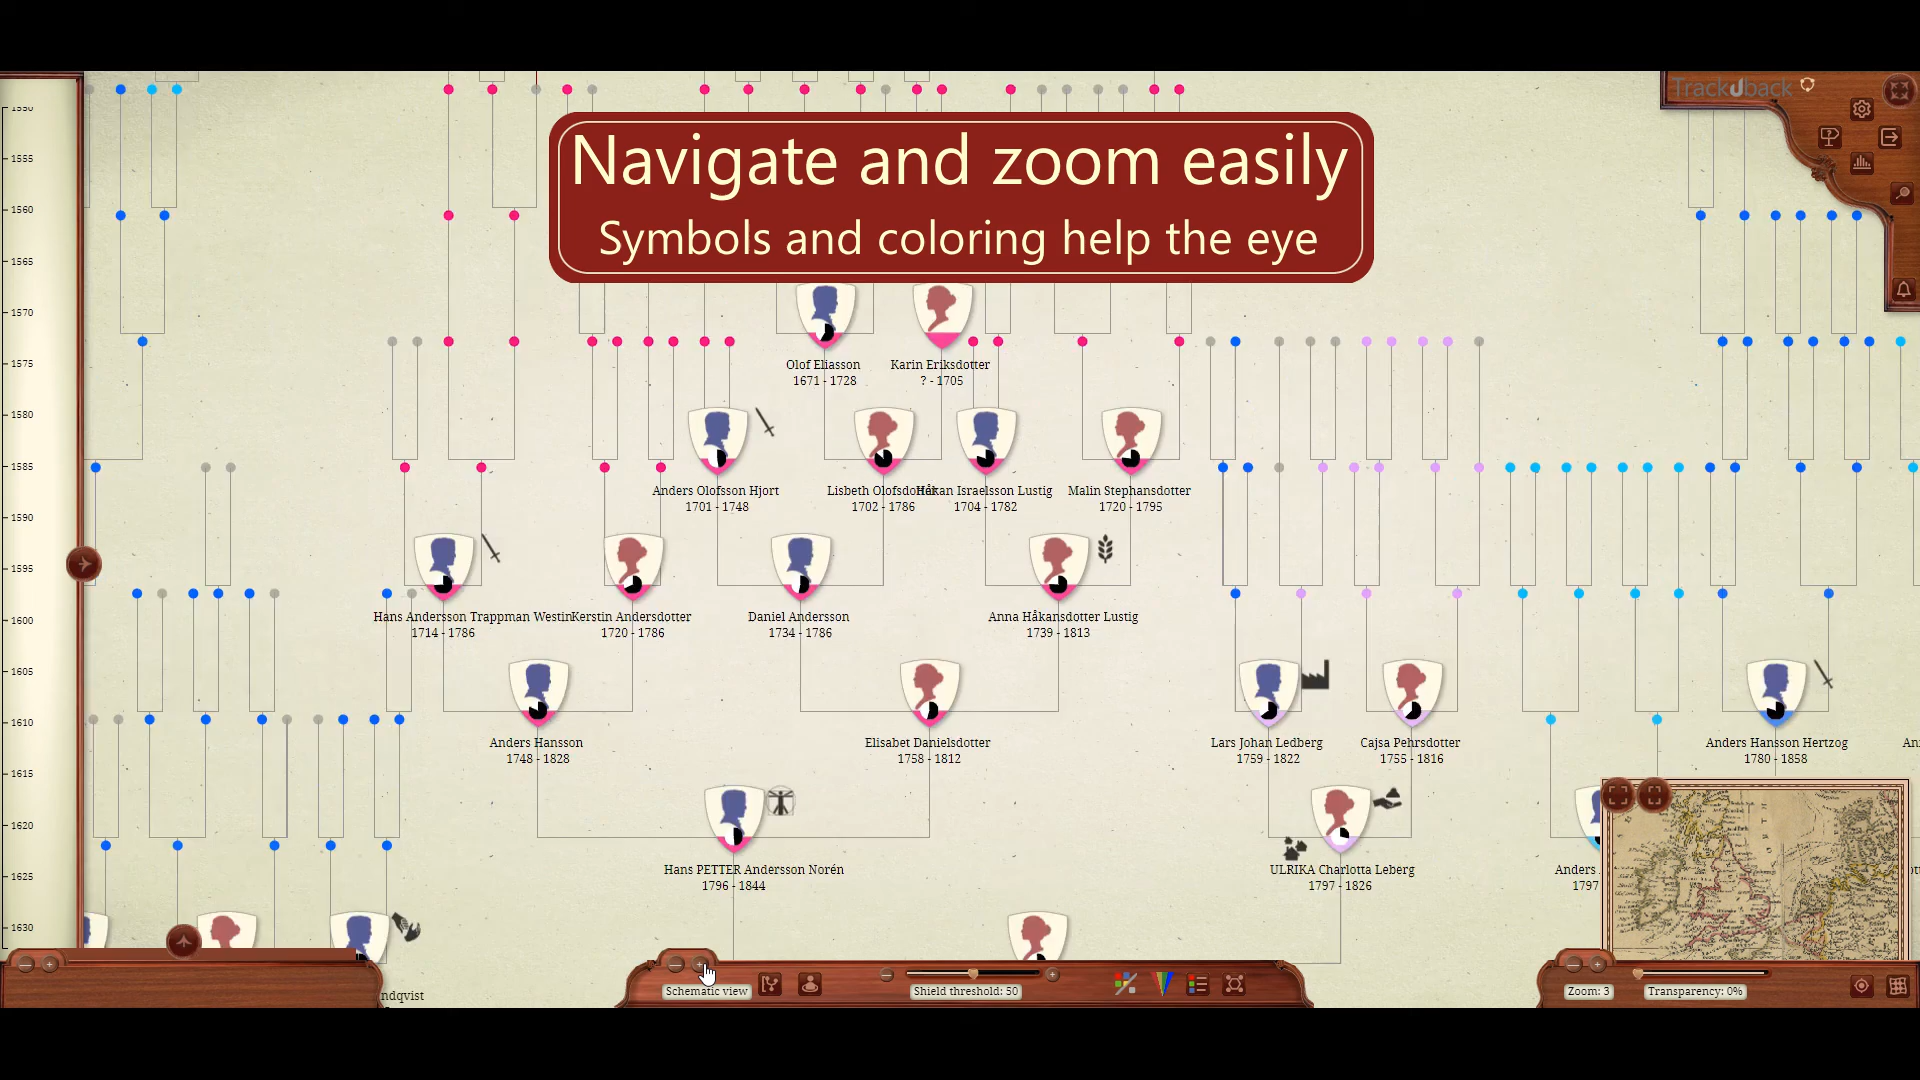 TrackUback
Navigate and zoom easily
Symbols and coloring help the eye
1550
1555
1560
1565
1570
1575
1580
1585
1590
1595
1600
1605
1610
1615
1620
1625
1630
Olof Eliasson
1671 - 1728
Karin Eriksdotter
? - 1705
Anders Olofsson Hjort
1701 - 1748
Lisbeth Olofsdotter
1702 - 1786
Håkan Israelsson Lustig
1704 - 1782
Malin Stephansdotter
1720 - 1795
Hans Andersson Trappman Westin
1714 - 1786
Kerstin Andersdotter
1720 - 1786
Daniel Andersson
1734 - 1786
Anna Håkansdotter Lustig
1739 - 1813
Anders Hansson
1748 - 1828
Elisabet Danielsdotter
1758 - 1812
Lars Johan Ledberg
1759 - 1822
Cajsa Pehrsdotter
1755 - 1816
Anders Hansson Hertzog
1780 - 1858
Hans PETTER Andersson Norén
1796 - 1844
ULRIKA Charlotta Leberg
1797 - 1826
Anders
1797
ndqvist
Schematic view
Shield threshold: 50
Zoom: 3
Transparency: 0%